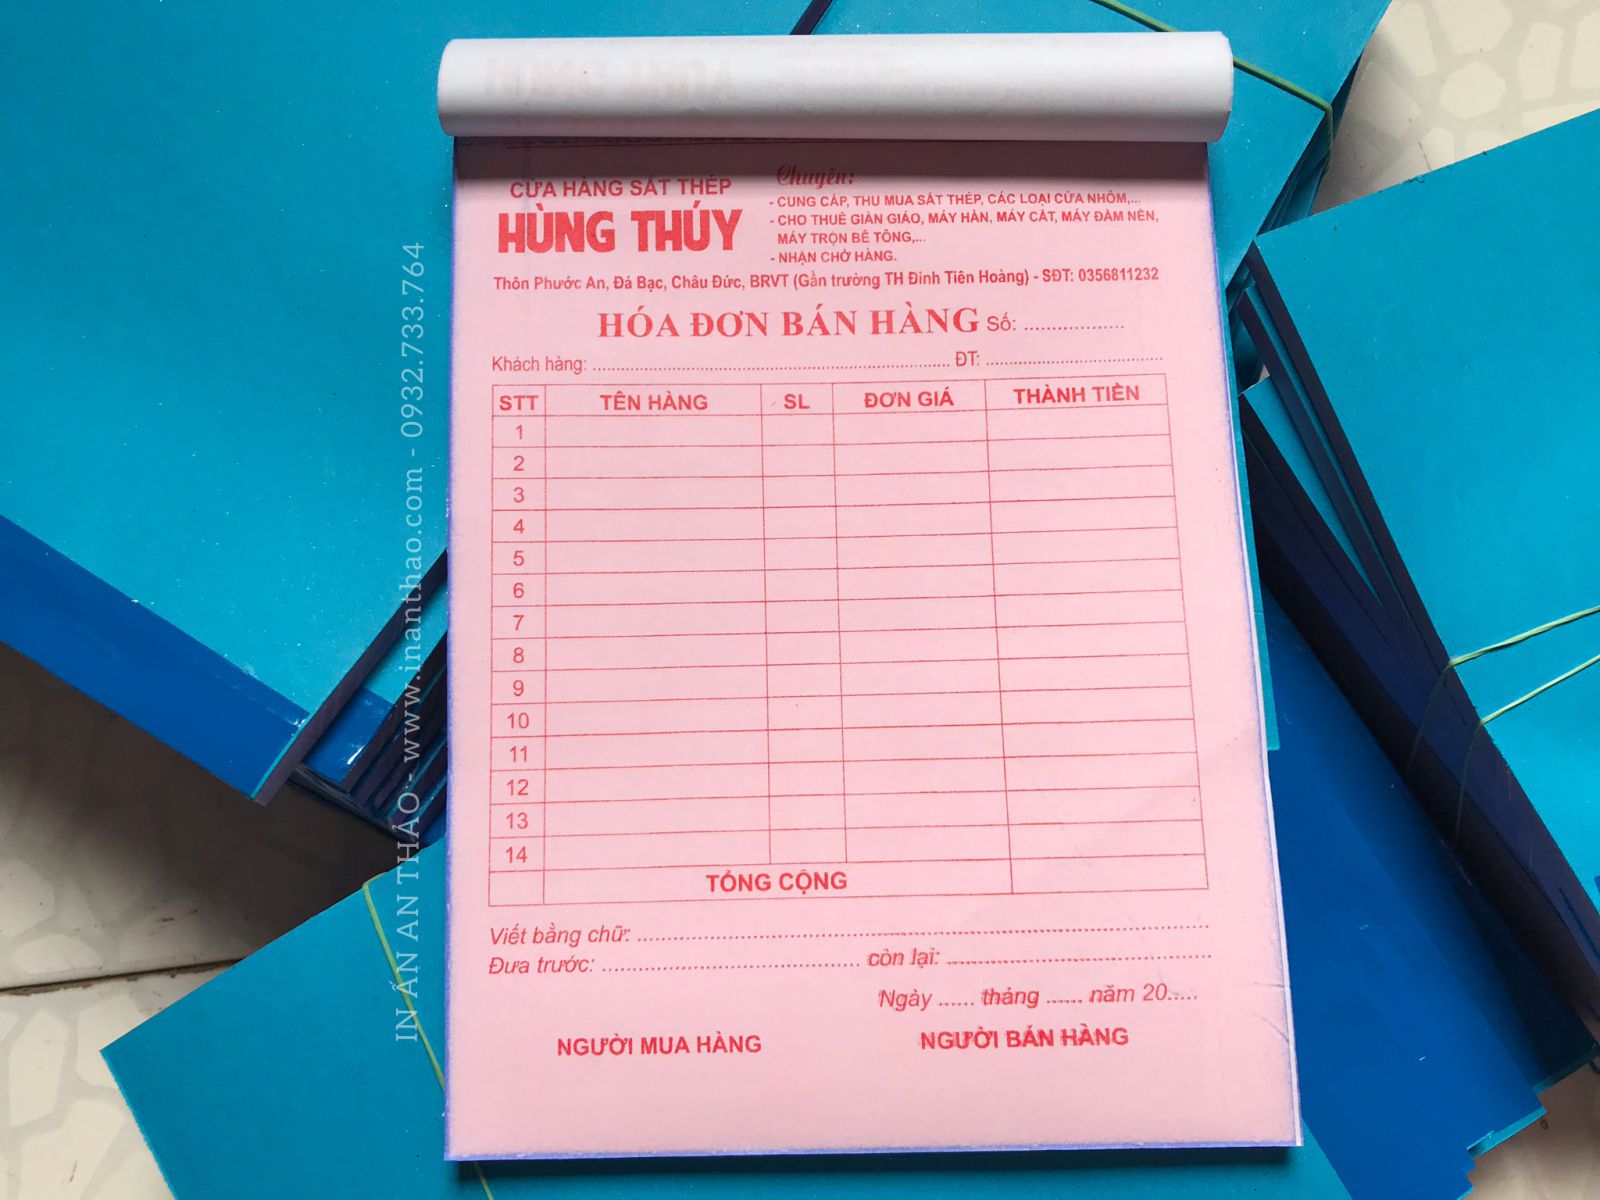 CỬA HÀNG SẮT THÉP
HÙNG THÚY
Chuyên:
- CUNG CẤP, THU MUA SẮT THÉP, CÁC LOẠI CỬA NHÔM,...
- CHO THUÊ GIÀN GIÁO, MÁY HÀN, MÁY CẮT, MÁY ĐẦM NỀN,
MÁY TRỘN BÊ TÔNG,...
- NHẬN CHỞ HÀNG.
Thôn Phước An, Đá Bạc, Châu Đức, BRVT (Gần trường TH Đinh Tiên Hoàng) - SĐT: 0356811232
HÓA ĐƠN BÁN HÀNG Số: ..................
Khách hàng: .................................................................. ĐT: ..................................
STT TÊN HÀNG SL ĐƠN GIÁ THÀNH TIỀN
1
2
3
4
5
6
7
8
9
10
11
12
13
14
TỔNG CỘNG
Viết bằng chữ: ..................................................................................
Đưa trước: ..................................... còn lại: .....................................
Ngày ...... tháng ...... năm 20.....
NGƯỜI MUA HÀNG NGƯỜI BÁN HÀNG
IN ẤN AN THẢO - www.inanthao.com - 0932.733.764